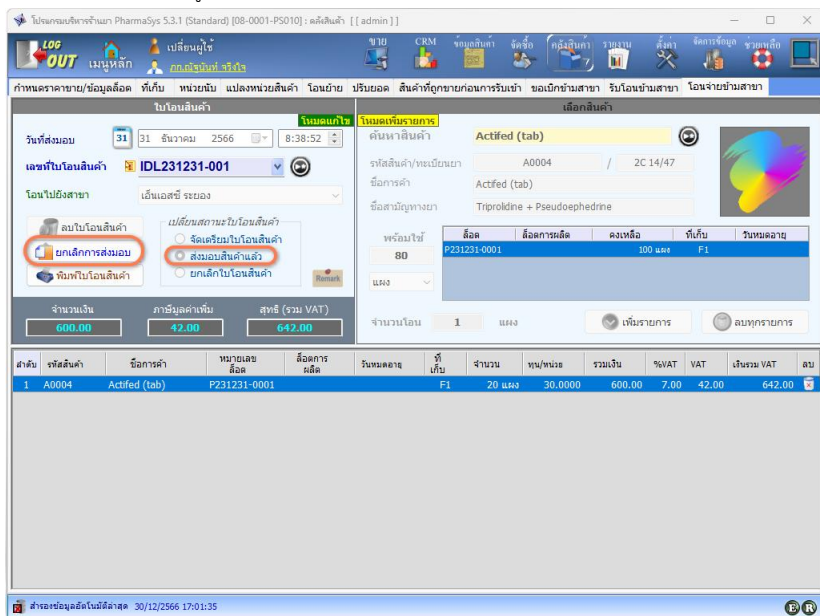 โปรแกรมบริหารร้านยา PharmaSys 5.3.1 (Standard) [08-0001-PS010] : คลังสินค้า [ [ admin ] ]
LOG OUT เมนูหลัก เปลี่ยนผู้ใช้ ขาย CRM ข้อมูลสินค้า จัดซื้อ คลังสินค้า รายงาน ตั้งค่า จัดการข้อมูล ช่วยเหลือ
ภก.ณัฐนันท์ จริงใจ
กำหนดราคาขาย/ข้อมูลล็อต ที่เก็บ หน่วยนับ แปลงหน่วยสินค้า โอนย้าย ปรับยอด สินค้าที่ถูกขายก่อนการรับเข้า ขอเบิกข้ามสาขา รับโอนข้ามสาขา โอนจ่ายข้ามสาขา
ใบโอนสินค้า เลือกสินค้า
โหมดแก้ไข โหมดเพิ่มรายการ
วันที่ส่งมอบ 31 31 ธันวาคม 2566 8:38:52 ค้นหาสินค้า Actifed (tab)
เลขที่ใบโอนสินค้า IDL231231-001 รหัสสินค้า/ทะเบียนยา A0004 / 2C 14/47
โอนไปยังสาขา เอ็นเอสซี ระยอง ชื่อการค้า Actifed (tab)
ชื่อสามัญทางยา Triprolidine + Pseudoephedrine
ลบใบโอนสินค้า เปลี่ยนสถานะใบโอนสินค้า
จัดเตรียมใบโอนสินค้า พร้อมใช้ ล็อต ล็อตการผลิต คงเหลือ ที่เก็บ วันหมดอายุ
ยกเลิกการส่งมอบ ส่งมอบสินค้าแล้ว 80 P231231-0001 100 แผง F1
พิมพ์ใบโอนสินค้า ยกเลิกใบโอนสินค้า Remark แผง
จำนวนเงิน ภาษีมูลค่าเพิ่ม สุทธิ (รวม VAT)
600.00 42.00 642.00 จำนวนโอน 1 แผง เพิ่มรายการ ลบทุกรายการ
ลำดับ รหัสสินค้า ชื่อการค้า หมายเลขล็อต ล็อตการผลิต วันหมดอายุ ที่เก็บ จำนวน ทุน/หน่วย รวมเงิน %VAT VAT เงินรวม VAT ลบ
1 A0004 Actifed (tab) P231231-0001 F1 20 แผง 30.0000 600.00 7.00 42.00 642.00
สำรองข้อมูลอัตโนมัติล่าสุด 30/12/2566 17:01:35 E R